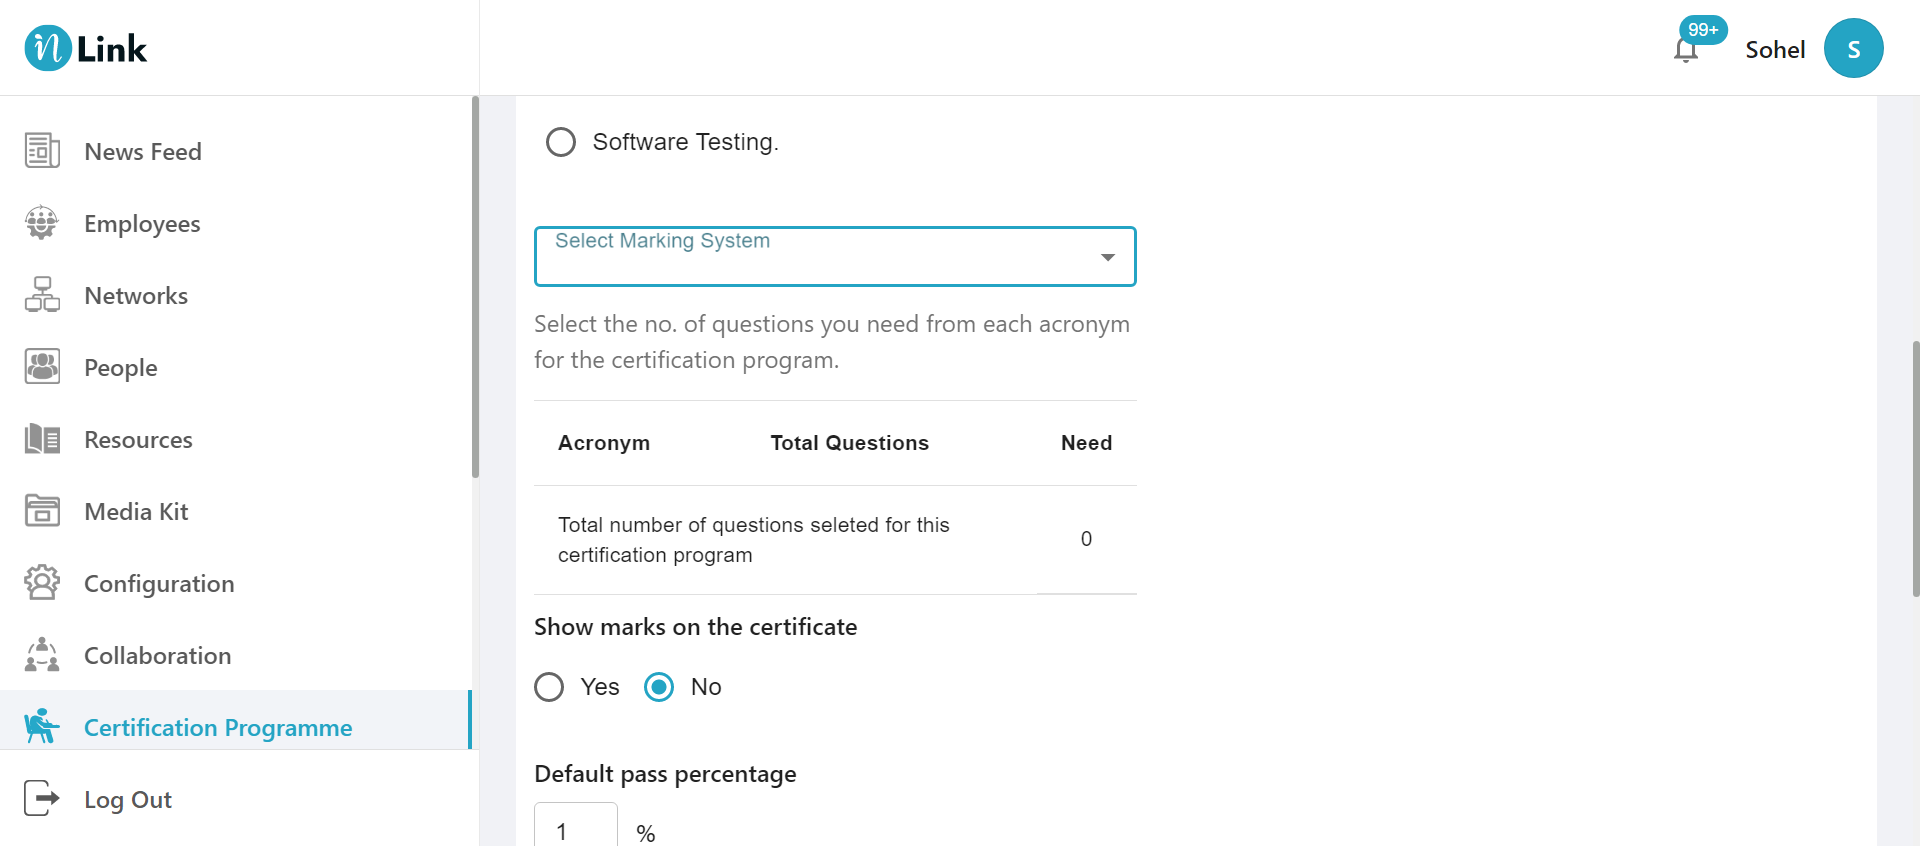 n Link
99+
Sohel
S
News Feed
Employees
Networks
People
Resources
Media Kit
Configuration
Collaboration
Certification Programme
Log Out
Software Testing.
Select Marking System
Select the no. of questions you need from each acronym
for the certification program.
Acronym Total Questions Need
Total number of questions seleted for this
certification program
0
Show marks on the certificate
Yes No
Default pass percentage
1 %